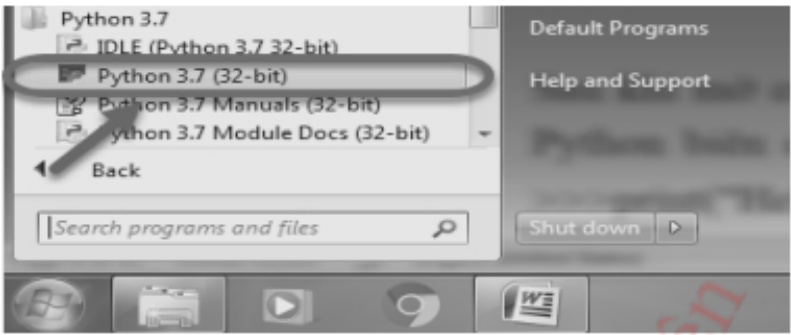 Python 3.7
IDLE (Python 3.7 32-bit)
Python 3.7 (32-bit)
Python 3.7 Manuals (32-bit)
Python 3.7 Module Docs (32-bit)
Back
Search programs and files
Default Programs
Help and Support
Python
Shut down